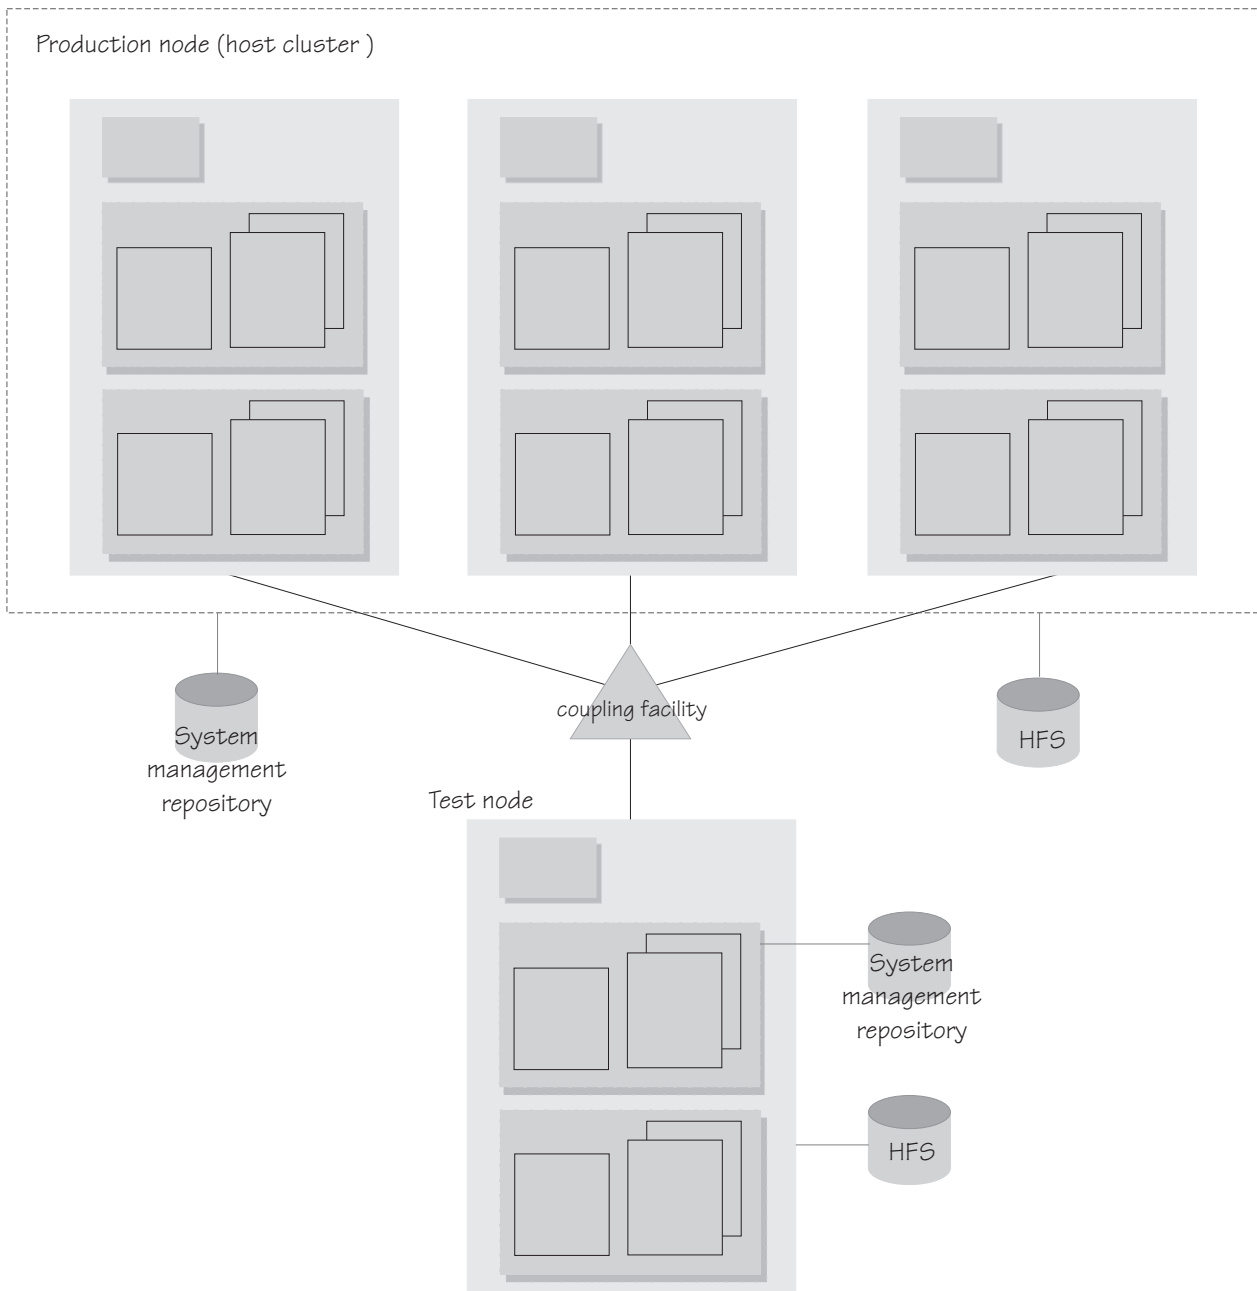 Production node (host cluster )
coupling facility
System
management
repository
HFS
Test node
System
management
repository
HFS